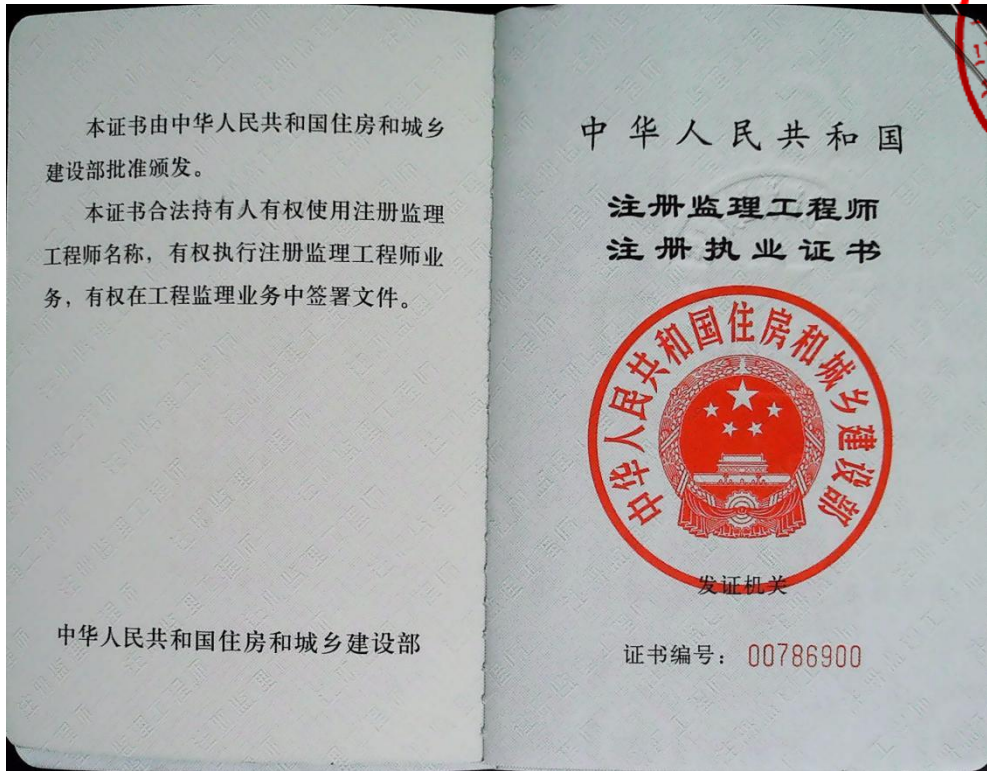 本证书由中华人民共和国住房和城乡
建设部批准颁发。
本证书合法持有人有权使用注册监理
工程师名称，有权执行注册监理工程师业
务，有权在工程监理业务中签署文件。
中华人民共和国住房和城乡建设部
中华人民共和国
注册监理工程师
注册执业证书
中华人民共和国住房和城乡建设部
发证机关
证书编号：00786900